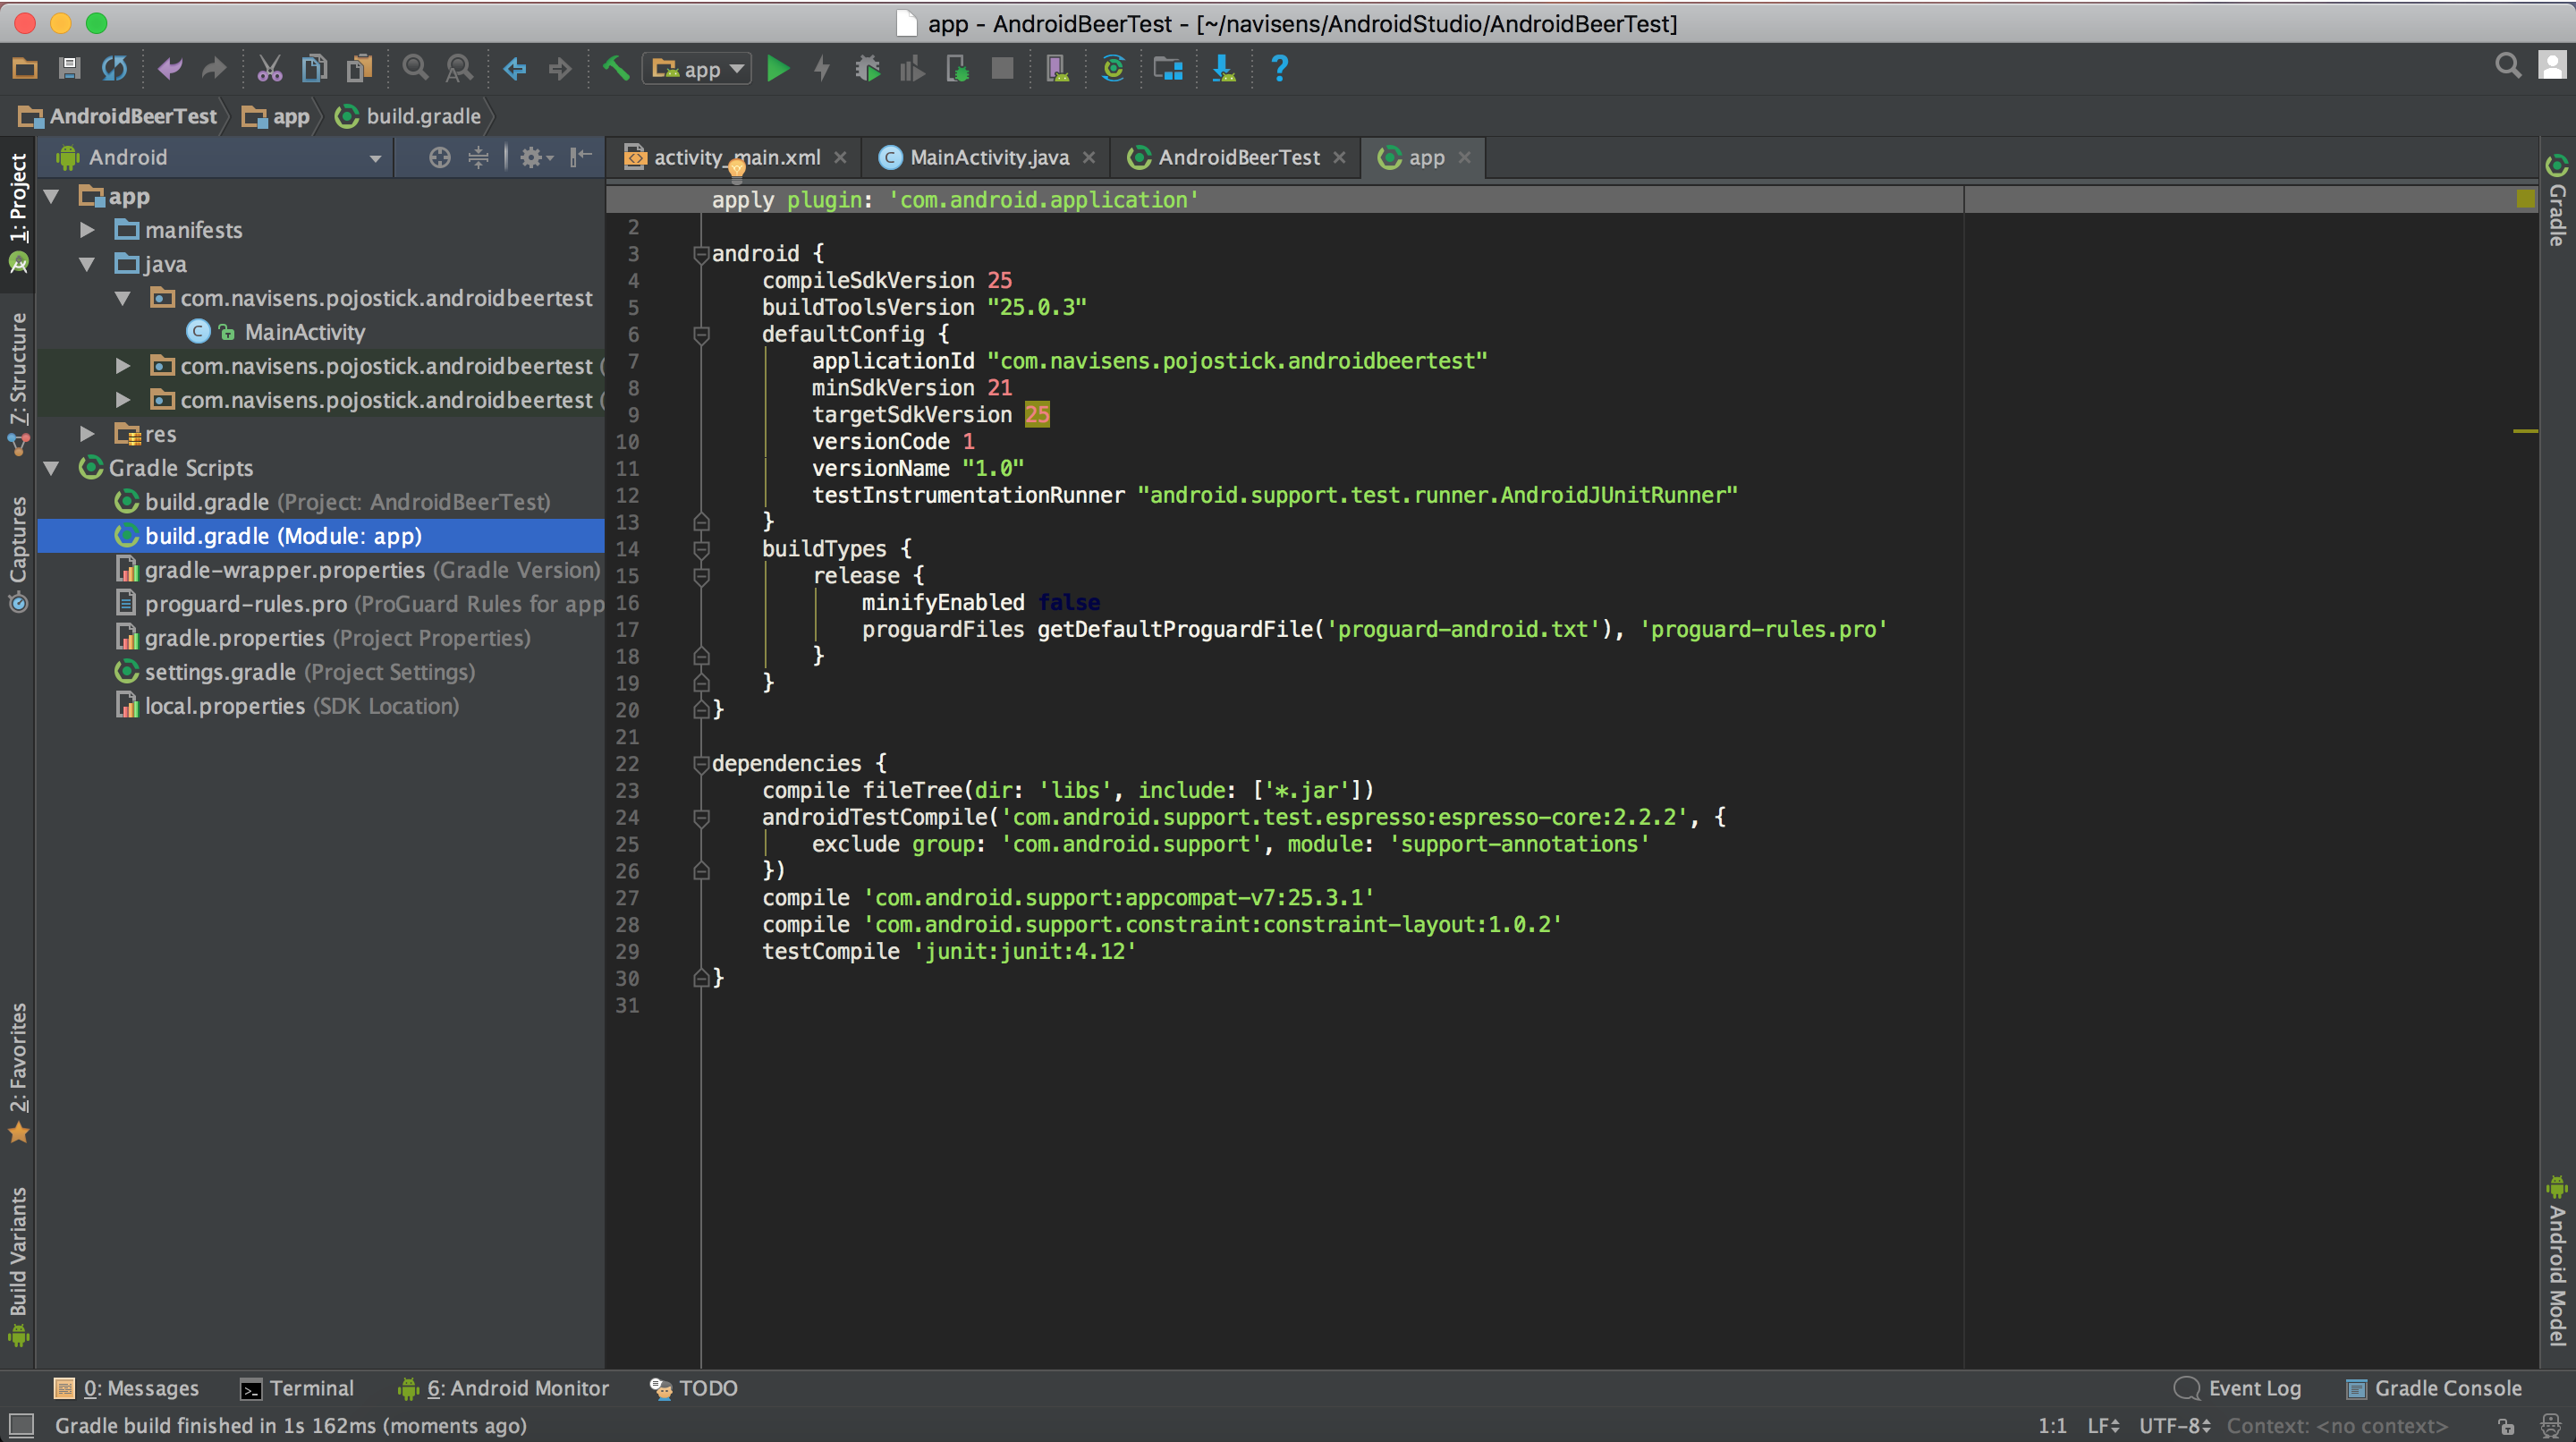 app - AndroidBeerTest - [~/navisens/AndroidStudio/AndroidBeerTest]
app
AndroidBeerTest app build.gradle
1: Project
Z: Structure
Captures
2: Favorites
Build Variants
Android
app
manifests
java
com.navisens.pojostick.androidbeertest
MainActivity
com.navisens.pojostick.androidbeertest (
com.navisens.pojostick.androidbeertest (
res
Gradle Scripts
build.gradle (Project: AndroidBeerTest)
build.gradle (Module: app)
gradle-wrapper.properties (Gradle Version)
proguard-rules.pro (ProGuard Rules for app
gradle.properties (Project Properties)
settings.gradle (Project Settings)
local.properties (SDK Location)
activity_main.xml MainActivity.java AndroidBeerTest app
apply plugin: 'com.android.application'
2
3 android {
4 compileSdkVersion 25
5 buildToolsVersion "25.0.3"
6 defaultConfig {
7 applicationId "com.navisens.pojostick.androidbeertest"
8 minSdkVersion 21
9 targetSdkVersion 25
10 versionCode 1
11 versionName "1.0"
12 testInstrumentationRunner "android.support.test.runner.AndroidJUnitRunner"
13 }
14 buildTypes {
15 release {
16 minifyEnabled false
17 proguardFiles getDefaultProguardFile('proguard-android.txt'), 'proguard-rules.pro'
18 }
19 }
20 }
21
22 dependencies {
23 compile fileTree(dir: 'libs', include: ['*.jar'])
24 androidTestCompile('com.android.support.test.espresso:espresso-core:2.2.2', {
25 exclude group: 'com.android.support', module: 'support-annotations'
26 })
27 compile 'com.android.support:appcompat-v7:25.3.1'
28 compile 'com.android.support.constraint:constraint-layout:1.0.2'
29 testCompile 'junit:junit:4.12'
30 }
31
Gradle
Android Model
0: Messages Terminal 6: Android Monitor TODO Event Log Gradle Console
Gradle build finished in 1s 162ms (moments ago) 1:1 LF UTF-8 Context: <no context>